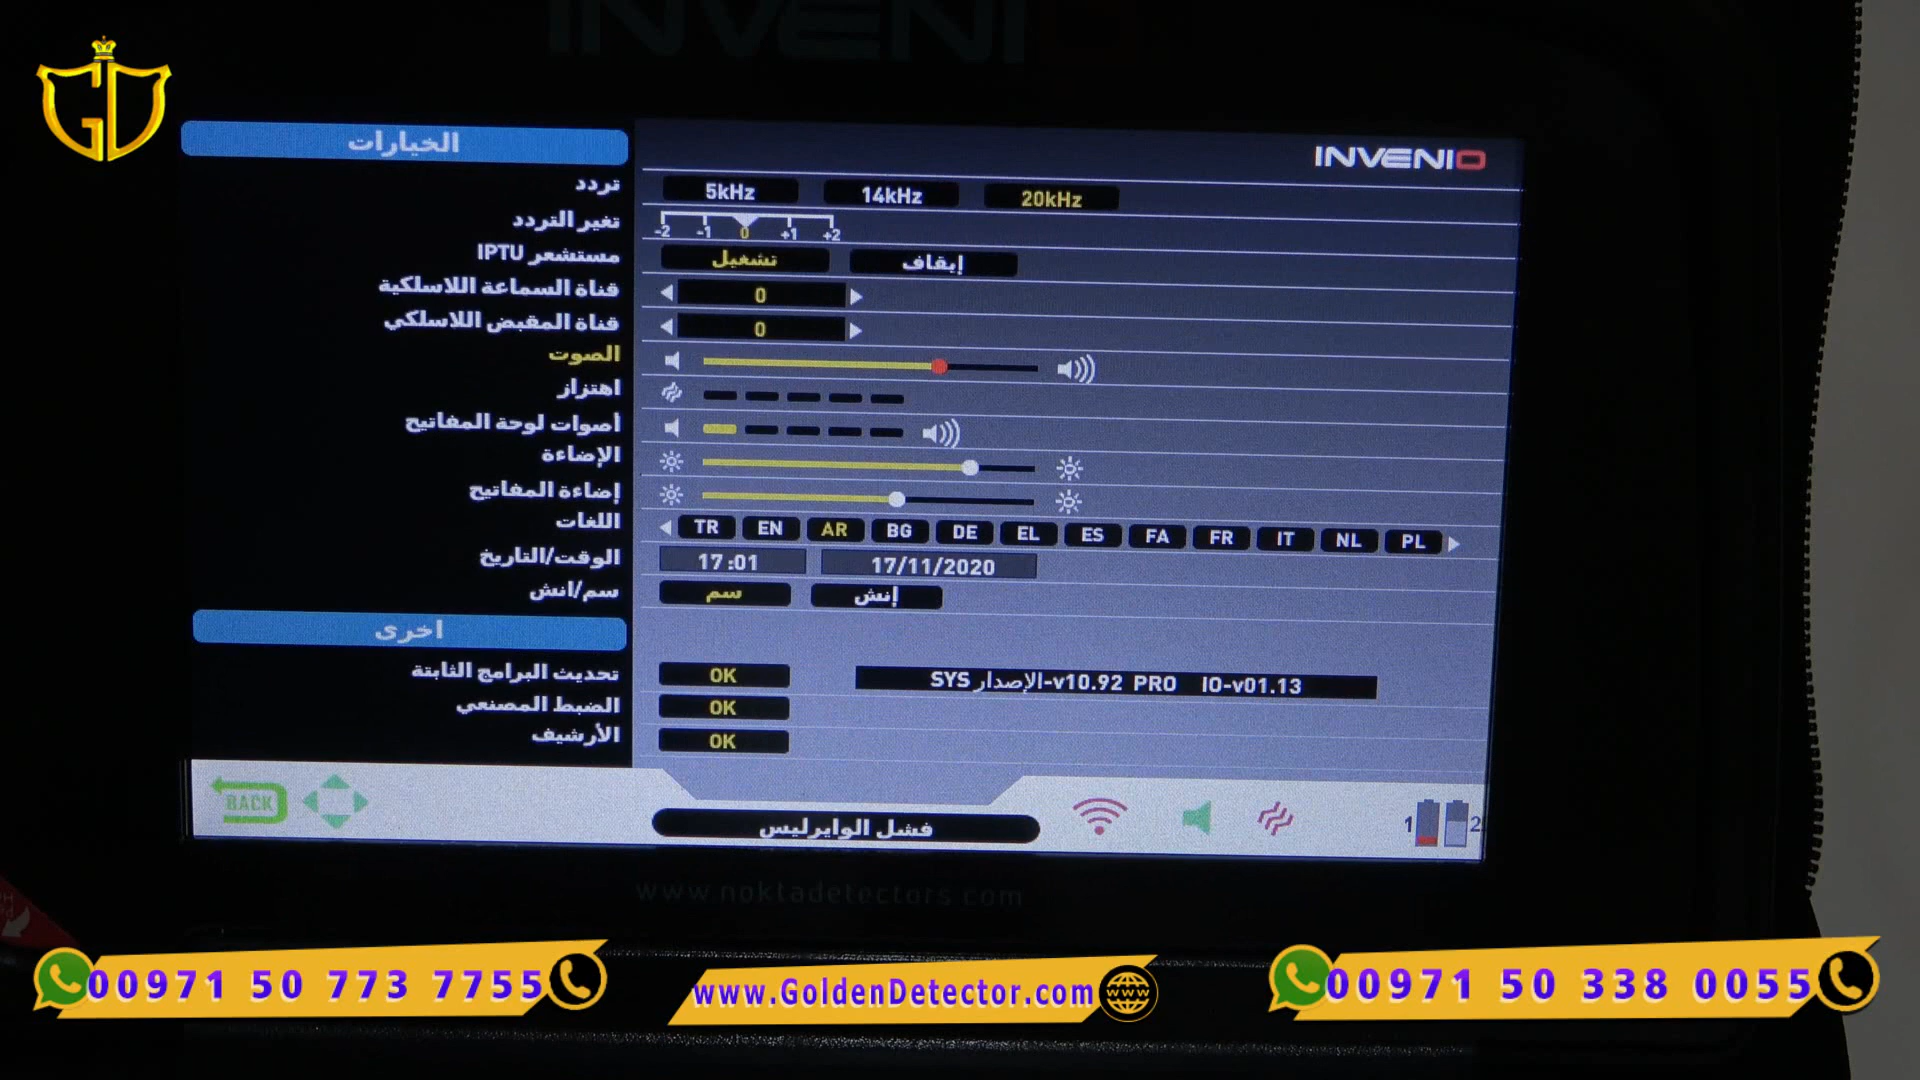 INVENIO
GD
الخيارات
INVENIO
تردد 5kHz 14kHz 20kHz
تغير التردد -2 -1 0 +1 +2
مستشعر IPTU تشغيل إيقاف
قناة السماعة اللاسلكية 0
قناة المقبض اللاسلكي 0
الصوت
اهتزاز
أصوات لوحة المفاتيح
الإضاءة
إضاءة المفاتيح
اللغات TR EN AR BG DE EL ES FA FR IT NL PL
الوقت/التاريخ 17:01 17/11/2020
سم/انش سم إنش
اخرى
تحديث البرامج الثابتة OK SYS الإصدار-v10.92 PRO IO-v01.13
الضبط المصنعي OK
الأرشيف OK
BACK
فشل الوايرليس
1 2
www.noktadetectors.com
00971 50 773 7755
www.GoldenDetector.com
www
00971 50 338 0055